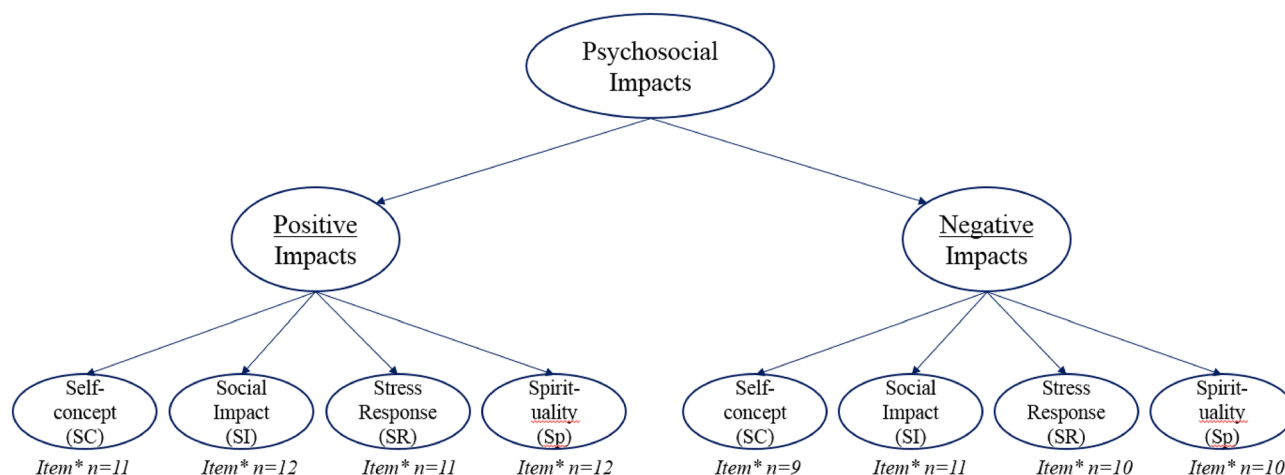 Psychosocial
Impacts
Positive
Impacts
Negative
Impacts
Self-
concept
(SC)
Social
Impact
(SI)
Stress
Response
(SR)
Spirit-
uality
(Sp)
Self-
concept
(SC)
Social
Impact
(SI)
Stress
Response
(SR)
Spirit-
uality
(Sp)
Item* n=11
Item* n=12
Item* n=11
Item* n=12
Item* n=9
Item* n=11
Item* n=10
Item* n=10